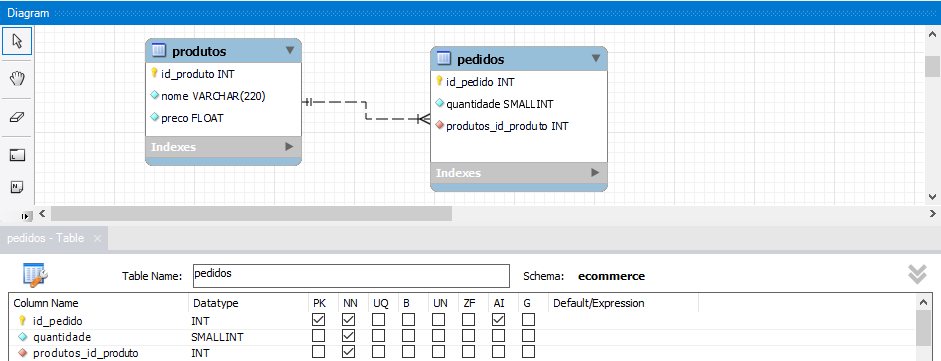 Diagram
produtos
id_produto INT
nome VARCHAR(220)
preco FLOAT
Indexes
pedidos
id_pedido INT
quantidade SMALLINT
produtos_id_produto INT
Indexes
pedidos - Table
Table Name: pedidos Schema: ecommerce
Column Name Datatype PK NN UQ B UN ZF AI G Default/Expression
id_pedido INT
quantidade SMALLINT
produtos_id_produto INT